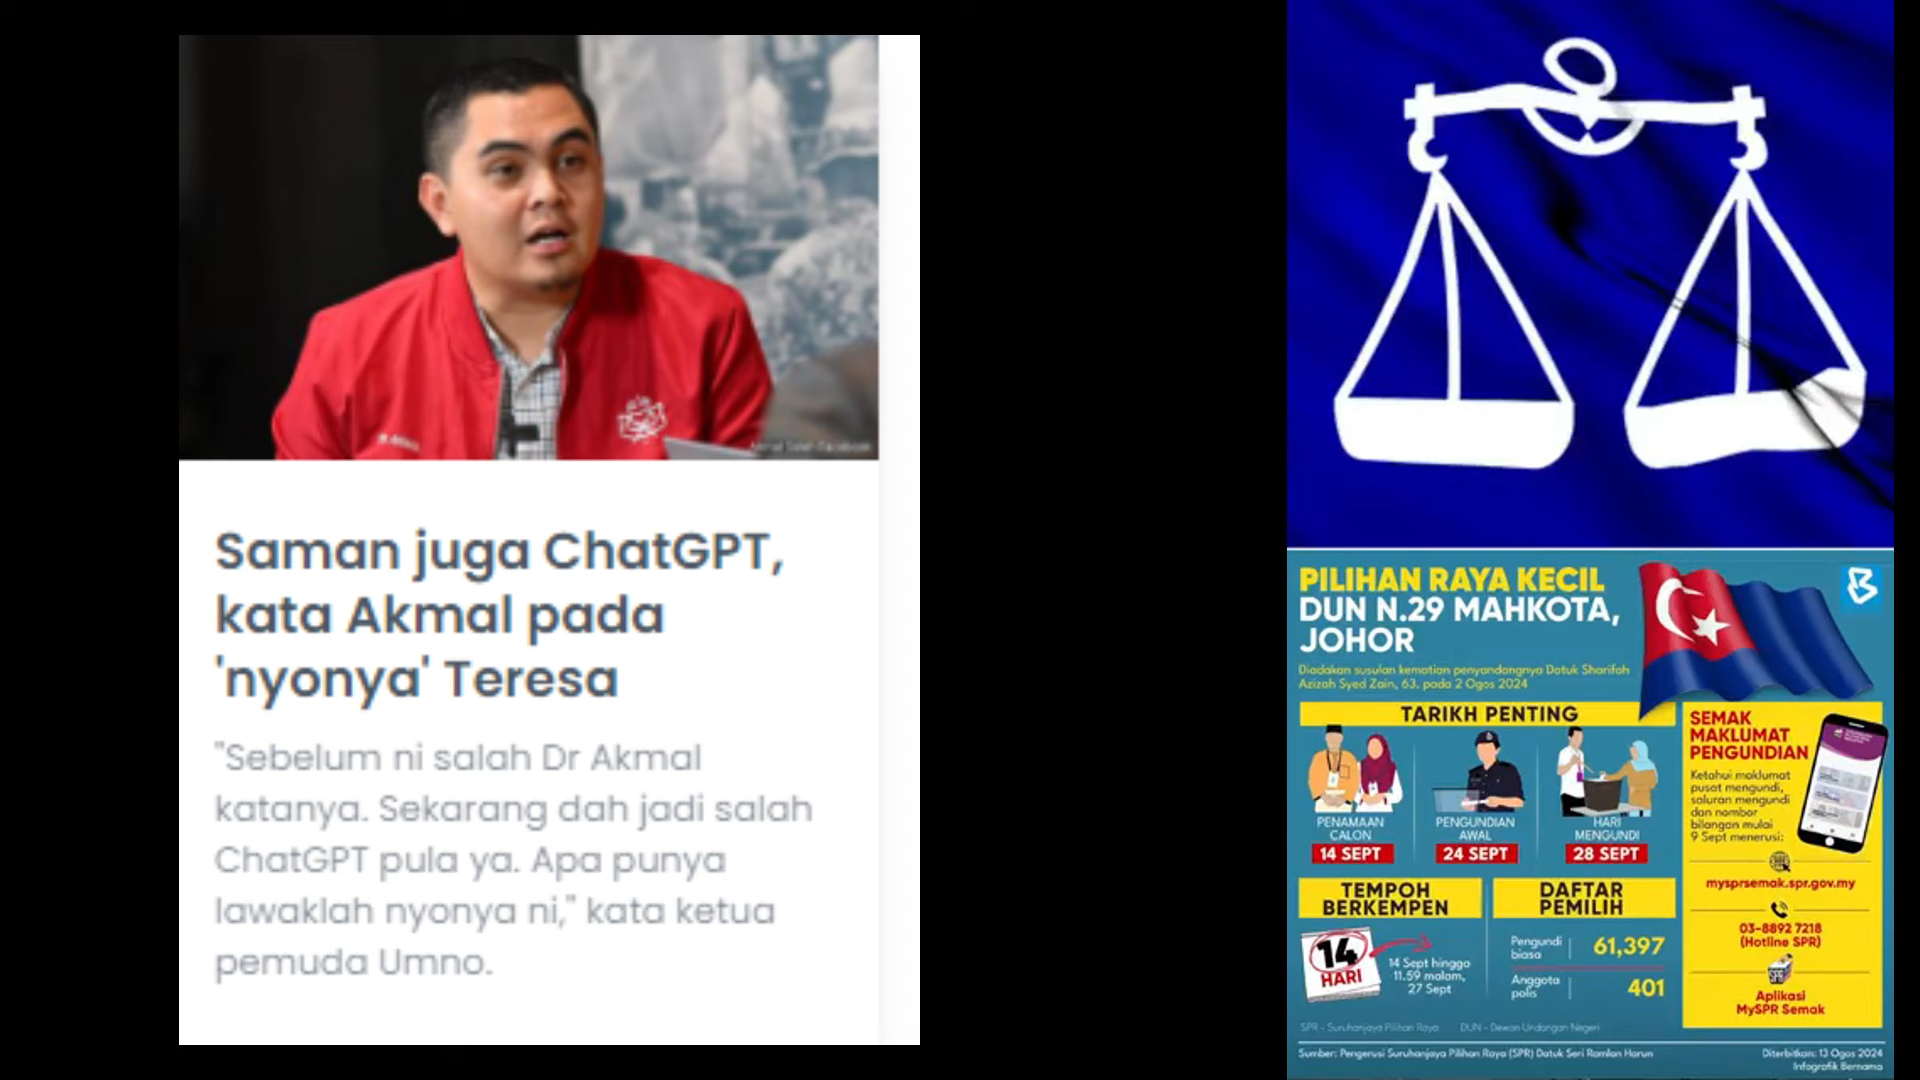 Saman juga ChatGPT,
kata Akmal pada
'nyonya' Teresa
"Sebelum ni salah Dr Akmal
katanya. Sekarang dah jadi salah
ChatGPT pula ya. Apa punya
lawaklah nyonya ni," kata ketua
pemuda Umno.
PILIHAN RAYA KECIL
DUN N.29 MAHKOTA,
JOHOR
Diadakan susulan kematian penyandangnya Datuk Sharifah
Azizah Syed Zain, 63, pada 2 Ogos 2024
TARIKH PENTING
PENAMAAN
CALON
14 SEPT
PENGUNDIAN
AWAL
24 SEPT
HARI
MENGUNDI
28 SEPT
TEMPOH
BERKEMPEN
14
HARI
14 Sept hingga
11.59 malam,
27 Sept
DAFTAR
PEMILIH
Pengundi
biasa
61,397
Anggota
polis
401
SEMAK
MAKLUMAT
PENGUNDIAN
Ketahui maklumat
pusat mengundi,
saluran mengundi
dan nombor
bilangan mulai
9 Sept menerusi:
mysprsemak.spr.gov.my
03-8892 7218
(Hotline SPR)
SPR
Aplikasi
MySPR Semak
SPR - Suruhanjaya Pilihan Raya DUN - Dewan Undangan Negeri
Sumber: Pengerusi Suruhanjaya Pilihan Raya (SPR) Datuk Seri Ramlan Harun
Diterbitkan: 13 Ogos 2024
Infografik Bernama